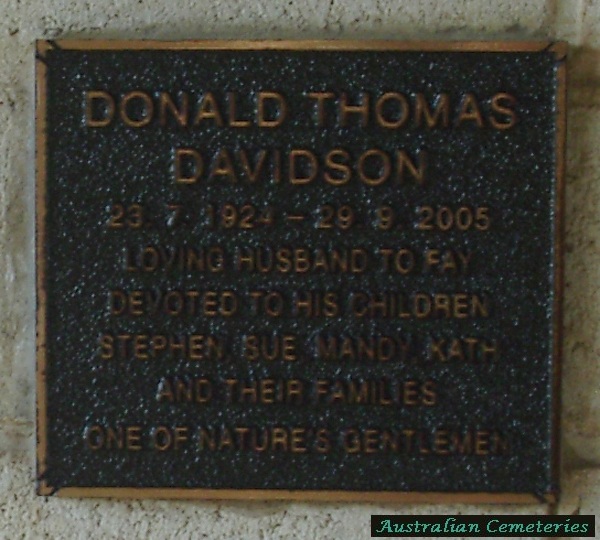 DONALD THOMAS
DAVIDSON
23. 7. 1924 - 29. 9. 2005
LOVING HUSBAND TO FAY
DEVOTED TO HIS CHILDREN
STEPHEN, SUE, MANDY, KATH
AND THEIR FAMILIES
ONE OF NATURE'S GENTLEMEN
Australian Cemeteries